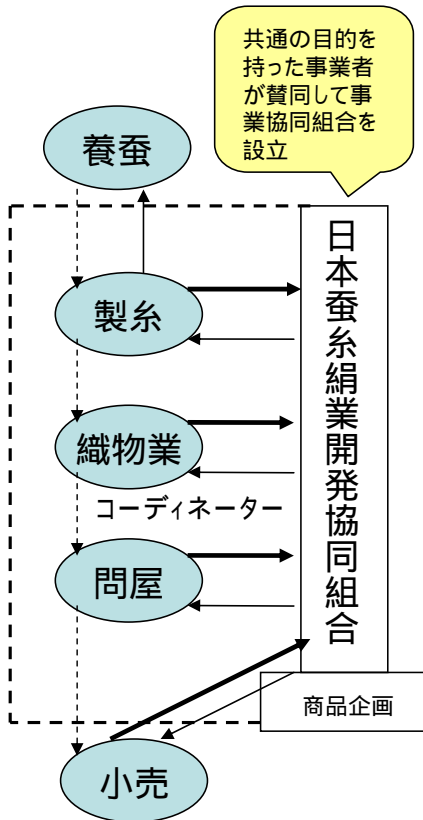 共通の目的を
持った事業者
が賛同して事
業協同組合を
設立
養蚕
日本蚕糸絹業開発協同組合
製糸
織物業
コーディネーター
問屋
商品企画
小売